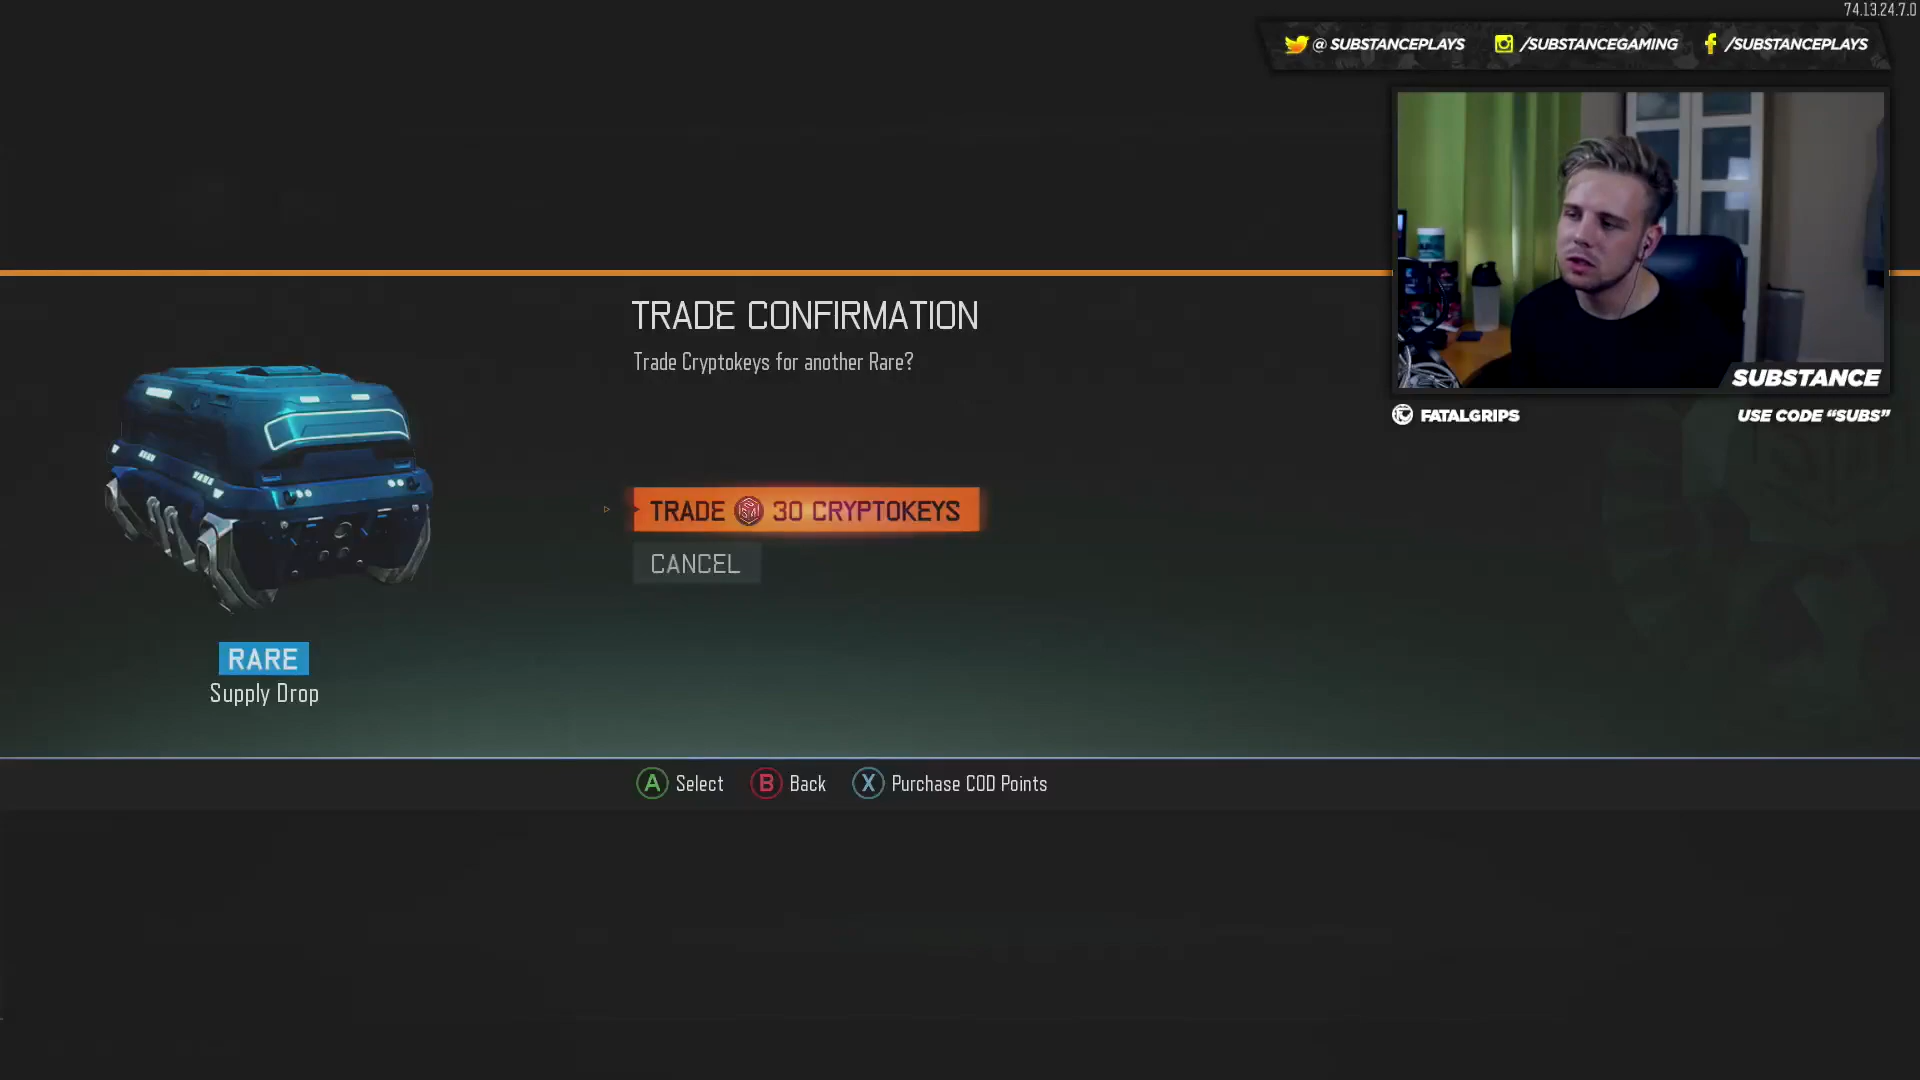 74.13.24.7.0
@ SUBSTANCEPLAYS /SUBSTANCEGAMING /SUBSTANCEPLAYS
SUBSTANCE
FATALGRIPS USE CODE "SUBS"
TRADE CONFIRMATION
Trade Cryptokeys for another Rare?
TRADE 30 CRYPTOKEYS
CANCEL
RARE
Supply Drop
A Select B Back X Purchase COD Points